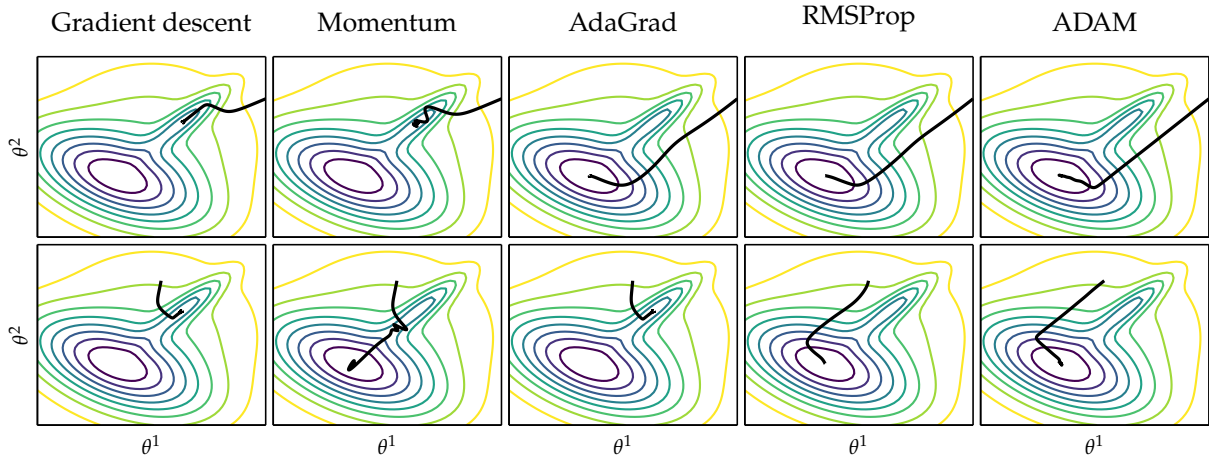 Gradient descent Momentum AdaGrad RMSProp ADAM
θ²
θ²
θ¹ θ¹ θ¹ θ¹ θ¹